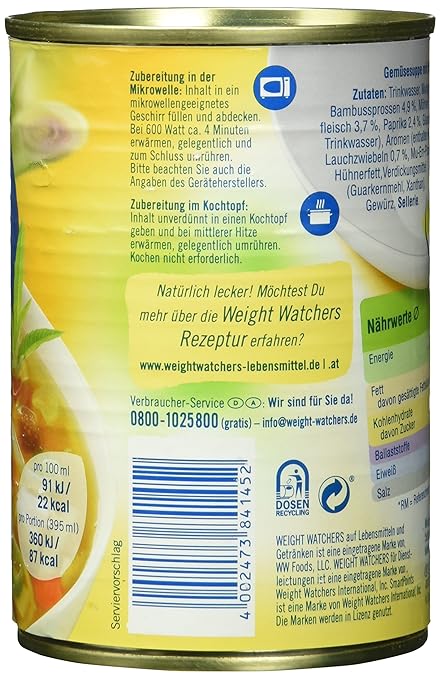 Zubereitung in der
Mikrowelle: Inhalt in ein
mikrowellengeeignetes
Geschirr füllen und abdecken.
Bei 600 Watt ca. 4 Minuten
erwärmen, gelegentlich und
zum Schluss umrühren.
Bitte beachten Sie auch die
Angaben des Geräteherstellers.
Zubereitung im Kochtopf:
Inhalt unverdünnt in einen Kochtopf
geben und bei mittlerer Hitze
erwärmen, gelegentlich umrühren.
Kochen nicht erforderlich.
Natürlich lecker! Möchtest Du
mehr über die Weight Watchers
Rezeptur erfahren?
www.weightwatchers-lebensmittel.de | .at
Verbraucher-Service D A: Wir sind für Sie da!
0800-1025800 (gratis) – info@weight-watchers.de
Gemüsesuppe
Zutaten: Trinkwasser,
Bambussprossen 4,9 %,
fleisch 3,7 %, Paprika 2,4 %,
Trinkwasser), Aromen
Lauchzwiebeln 0,7 %,
Hühnerfett, Verdickungsmittel
(Guarkernmehl, Xanthan),
Gewürz, Sellerie
Nährwerte Ø
Energie
Fett
davon gesättigte
Kohlenhydrate
davon Zucker
Ballaststoffe
Eiweiß
Salz
*RM =
pro 100 ml
91 kJ/
22 kcal
pro Portion (395 ml)
360 kJ/
87 kcal
Serviervorschlag
4 002473 841452
DOSEN
RECYCLING
WEIGHT WATCHERS auf Lebensmitteln und
Getränken ist eine eingetragene Marke von
WW Foods, LLC. WEIGHT WATCHERS für Dienst-
leistungen ist eine eingetragene Marke von
Weight Watchers International, Inc. SmartPoints
ist eine Marke von Weight Watchers International, Inc.
Die Marken werden in Lizenz genutzt.